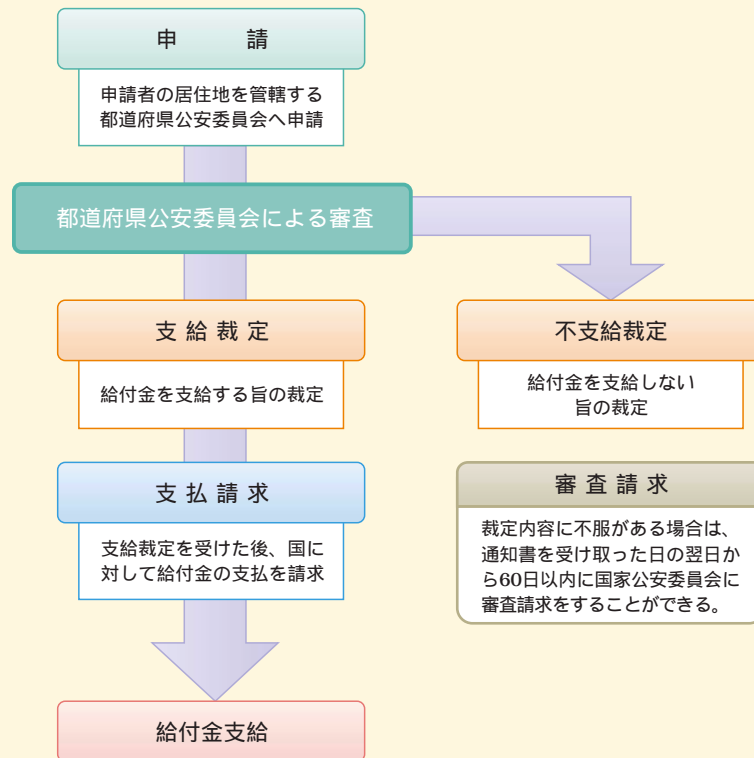 申請
申請者の居住地を管轄する
都道府県公安委員会へ申請
都道府県公安委員会による審査
支給裁定
給付金を支給する旨の裁定
不支給裁定
給付金を支給しない
旨の裁定
支払請求
支給裁定を受けた後、国に
対して給付金の支払を請求
審査請求
裁定内容に不服がある場合は、
通知書を受け取った日の翌日か
ら60日以内に国家公安委員会に
審査請求をすることができる。
給付金支給